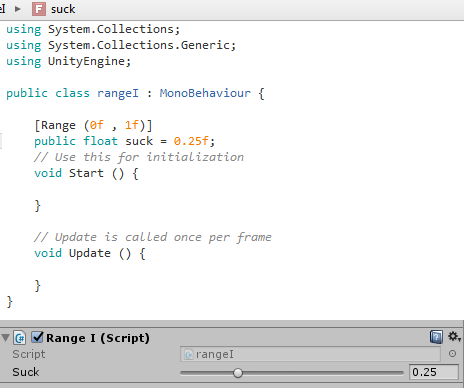 eI ▸ F suck
using System.Collections;
using System.Collections.Generic;
using UnityEngine;
public class rangeI : MonoBehaviour {
[Range (0f , 1f)]
public float suck = 0.25f;
// Use this for initialization
void Start () {
}
// Update is called once per frame
void Update () {
}
}
Range I (Script)
Script rangeI
Suck 0.25